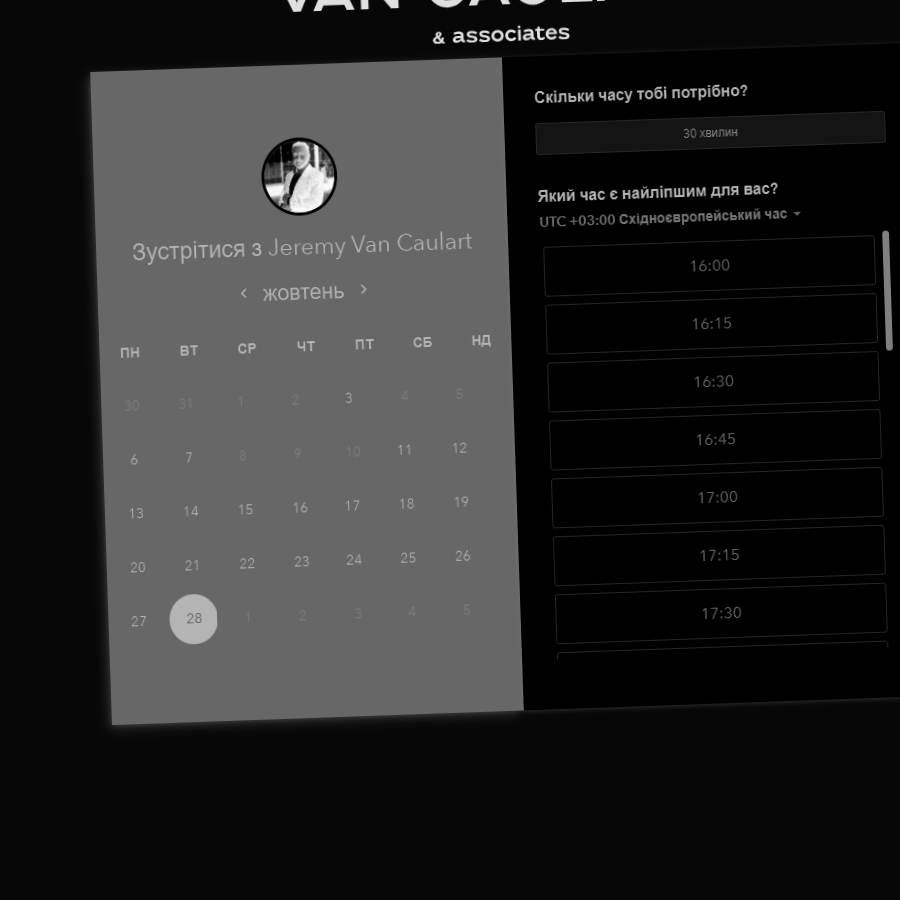 & associates
Зустрітися з Jeremy Van Caulart
жовтень
ПН ВТ СР ЧТ ПТ СБ НД
30 31 1 2 3 4 5
6 7 8 9 10 11 12
13 14 15 16 17 18 19
20 21 22 23 24 25 26
27 28 1 2 3 4 5
Скільки часу тобі потрібно?
30 хвилин
Який час є найліпшим для вас?
UTC +03:00 Східноєвропейський час
16:00
16:15
16:30
16:45
17:00
17:15
17:30